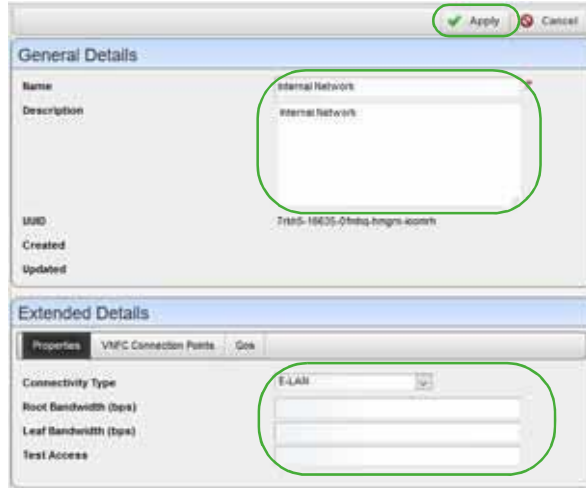 Apply Cancel
General Details
Name Internal Network *
Description Internal Network
UUID
Created
Updated
Extended Details
Properties VNFC Connection Points Qos
Connectivity Type E-LAN
Root Bandwidth (bps)
Leaf Bandwidth (bps)
Test Access